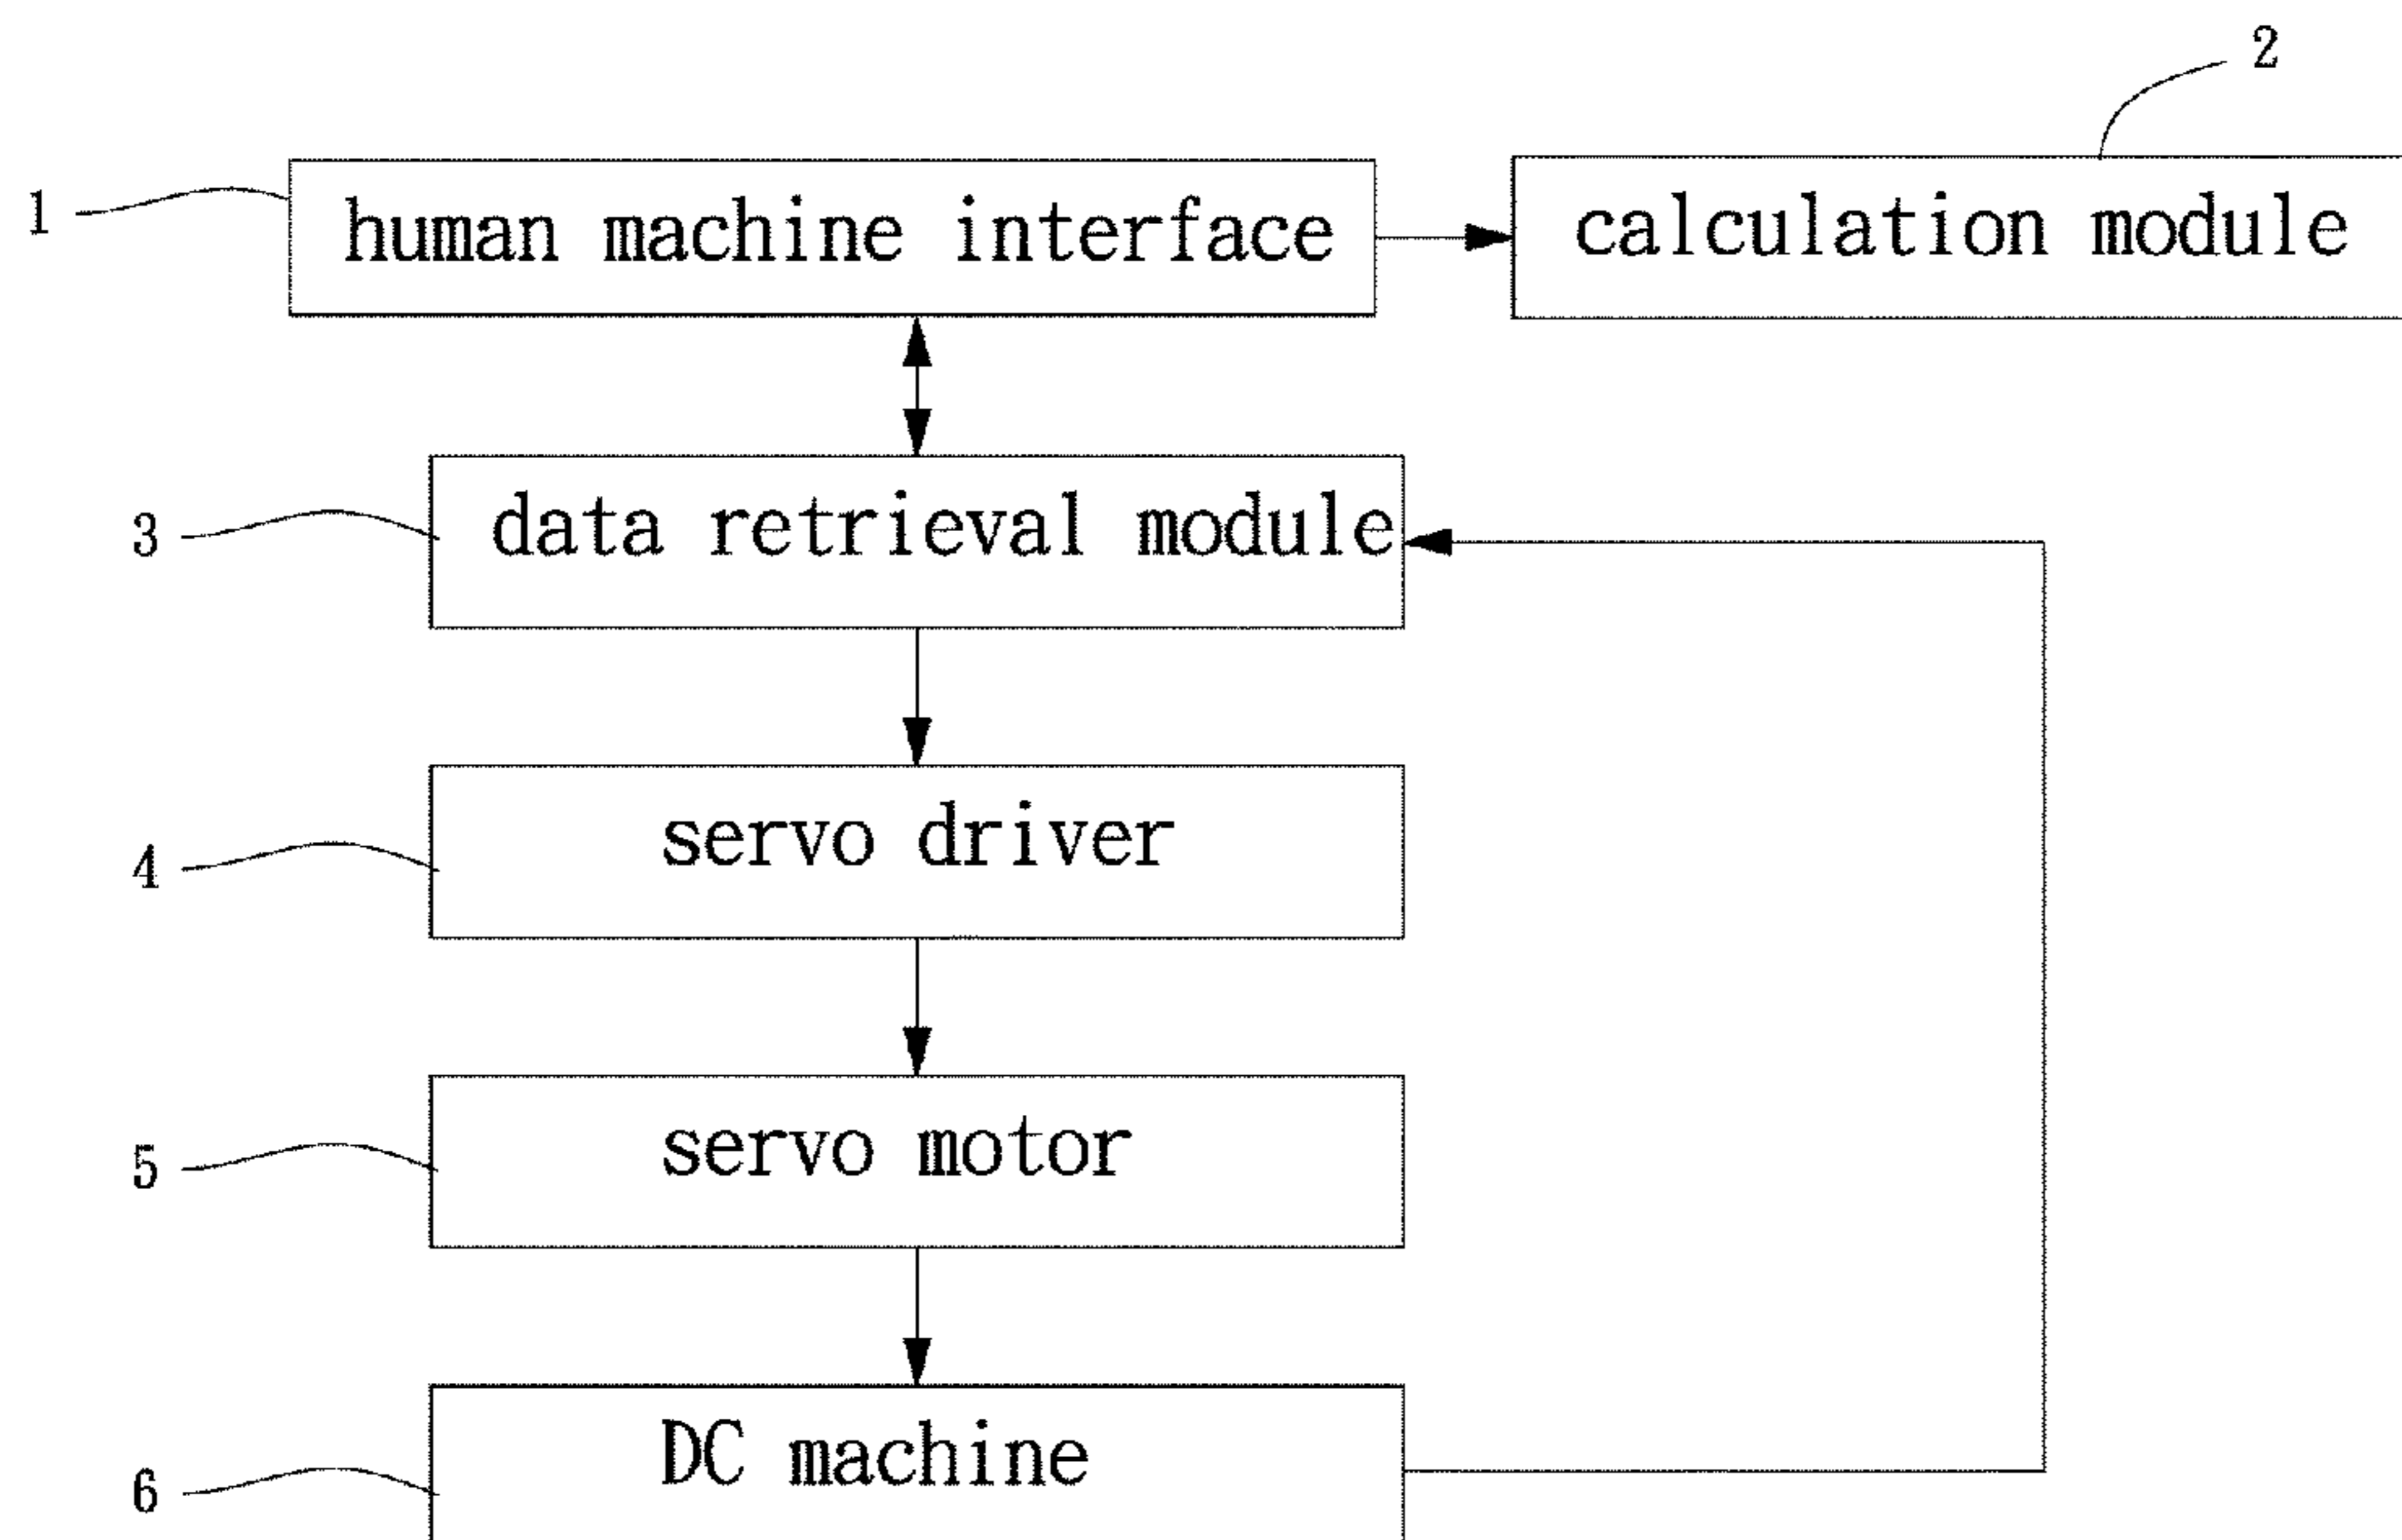 2
1 human machine interface calculation module
3 data retrieval module
4 servo driver
5 servo motor
6 DC machine